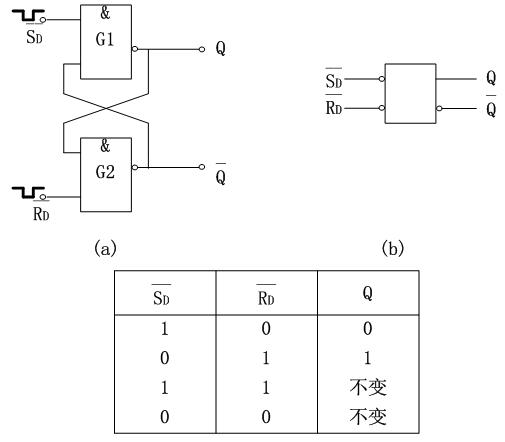 &
G1
S̅D̅
Q
&
G2
Q̅
R̅D̅
(a)
S̅D̅
Q
R̅D̅
Q̅
(b)
S̅D̅ R̅D̅ Q
1 0 0
0 1 1
1 1 不变
0 0 不变